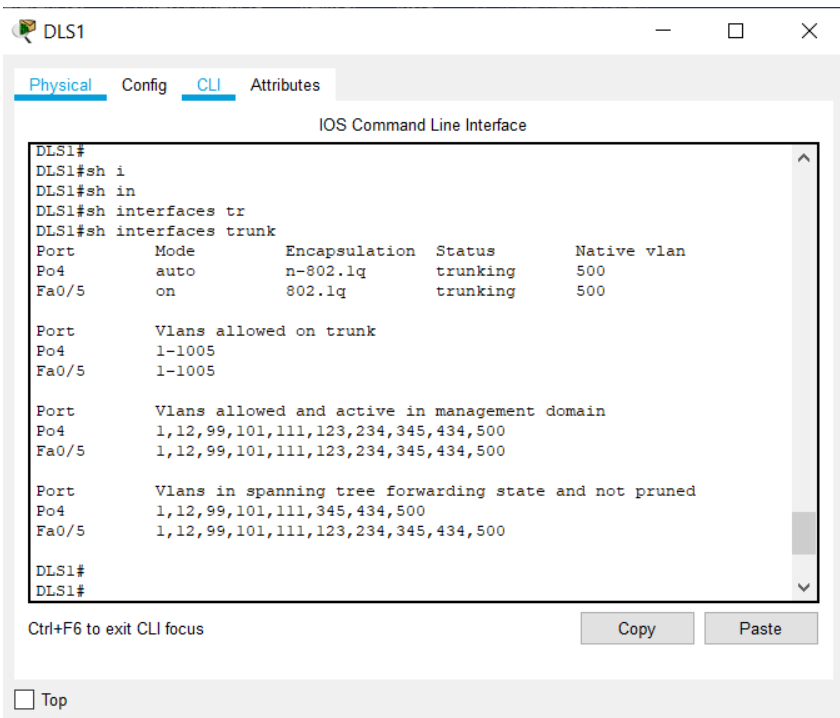 DLS1
Physical Config CLI Attributes
IOS Command Line Interface
DLS1#
DLS1#sh i
DLS1#sh in
DLS1#sh interfaces tr
DLS1#sh interfaces trunk
Port Mode Encapsulation Status Native vlan
Po4 auto n-802.1q trunking 500
Fa0/5 on 802.1q trunking 500
Port Vlans allowed on trunk
Po4 1-1005
Fa0/5 1-1005
Port Vlans allowed and active in management domain
Po4 1,12,99,101,111,123,234,345,434,500
Fa0/5 1,12,99,101,111,123,234,345,434,500
Port Vlans in spanning tree forwarding state and not pruned
Po4 1,12,99,101,111,345,434,500
Fa0/5 1,12,99,101,111,123,234,345,434,500
DLS1#
DLS1#
Ctrl+F6 to exit CLI focus Copy Paste
Top